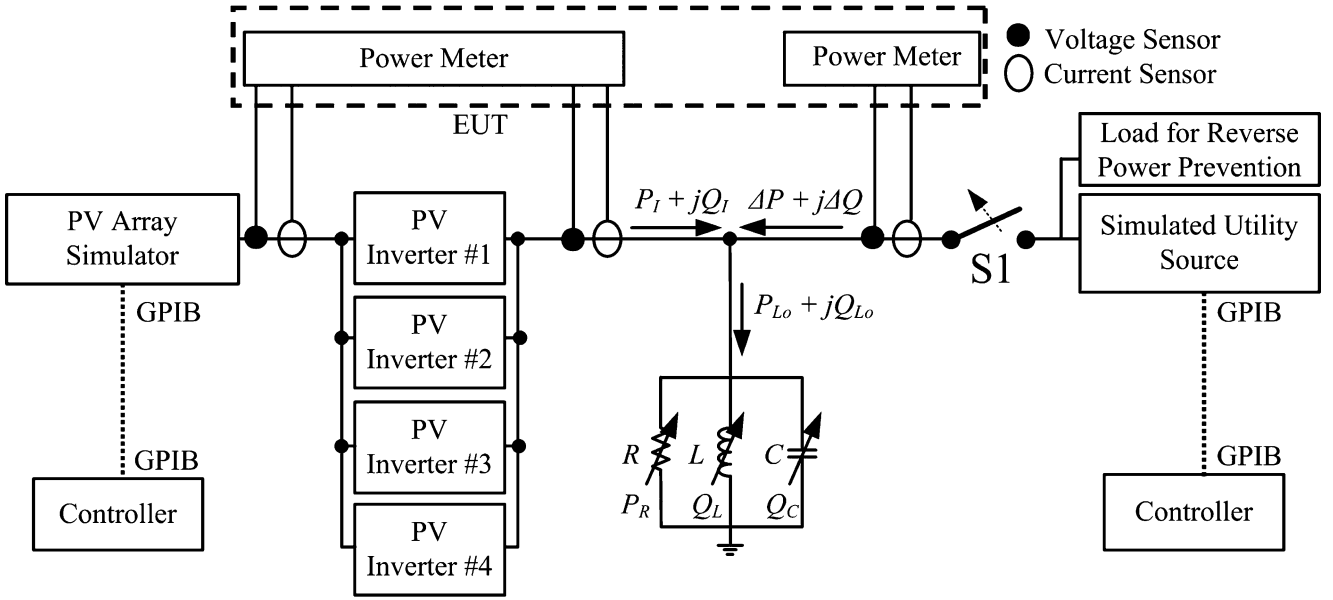 Power Meter
Power Meter
Voltage Sensor
Current Sensor
EUT
Load for Reverse
Power Prevention
PV Array
Simulator
PV
Inverter #1
P_I + jQ_I
ΔP + jΔQ
S1
Simulated Utility
Source
GPIB
PV
Inverter #2
P_Lo + jQ_Lo
GPIB
PV
Inverter #3
R
L
C
GPIB
GPIB
P_R
Q_L
Q_C
Controller
PV
Inverter #4
Controller